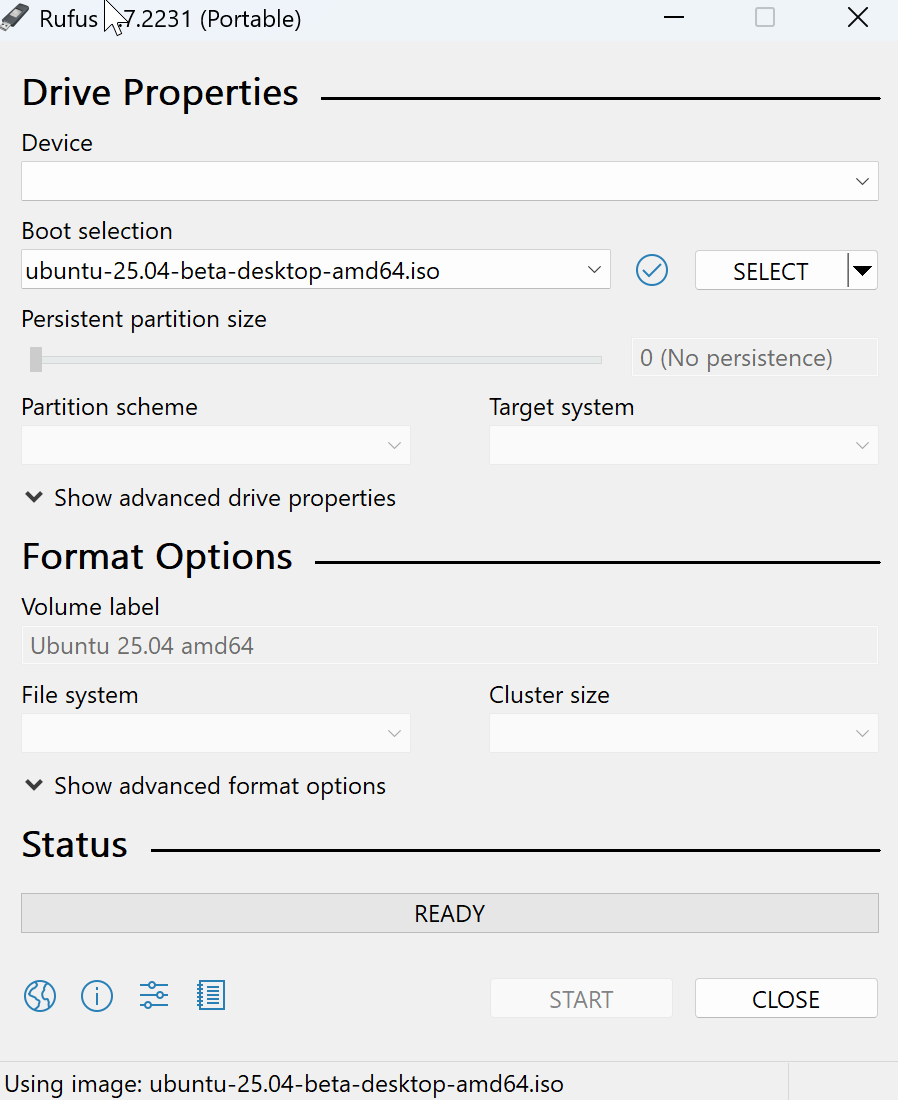 Rufus 7.2231 (Portable)
Drive Properties
Device
Boot selection
ubuntu-25.04-beta-desktop-amd64.iso
SELECT
Persistent partition size
0 (No persistence)
Partition scheme
Target system
Show advanced drive properties
Format Options
Volume label
Ubuntu 25.04 amd64
File system
Cluster size
Show advanced format options
Status
READY
START
CLOSE
Using image: ubuntu-25.04-beta-desktop-amd64.iso